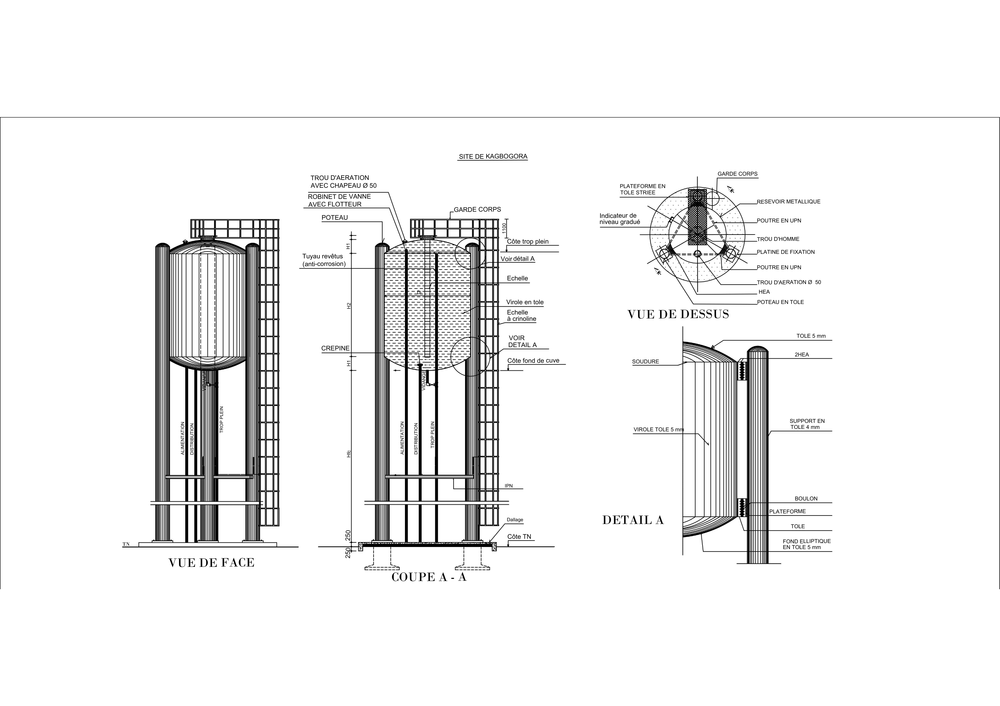 SITE DE KAGBOGORA
TN
ALIMENTATION
DISTRIBUTION
VIDANGE
TROP PLEIN
VUE DE FACE
TROU D'AERATION
AVEC CHAPEAU Ø 50
ROBINET DE VANNE
AVEC FLOTTEUR
POTEAU
Tuyau revêtus
(anti-corrosion)
CREPINE
H1
H2
H1
Hfc
250
250
GARDE CORPS
1100
Côte trop plein
Voir détail A
Echelle
Di
Virole en tole
Echelle
à crinoline
VOIR
DETAIL A
Côte fond de cuve
VIDANGE
ALIMENTATION
DISTRIBUTION
TROP PLEIN
IPN
Dallage
Côte TN
COUPE A - A
GARDE CORPS
PLATEFORME EN
TOLE STRIEE
A
RESEVOIR METALLIQUE
Indicateur de
niveau gradué
POUTRE EN UPN
TROU D'HOMME
PLATINE DE FIXATION
POUTRE EN UPN
A
TROU D'AERATION Ø 50
HEA
POTEAU EN TOLE
VUE DE DESSUS
TOLE 5 mm
2HEA
SOUDURE
SUPPORT EN
TOLE 4 mm
VIROLE TOLE 5 mm
BOULON
PLATEFORME
DETAIL A
TOLE
FOND ELLIPTIQUE
EN TOLE 5 mm